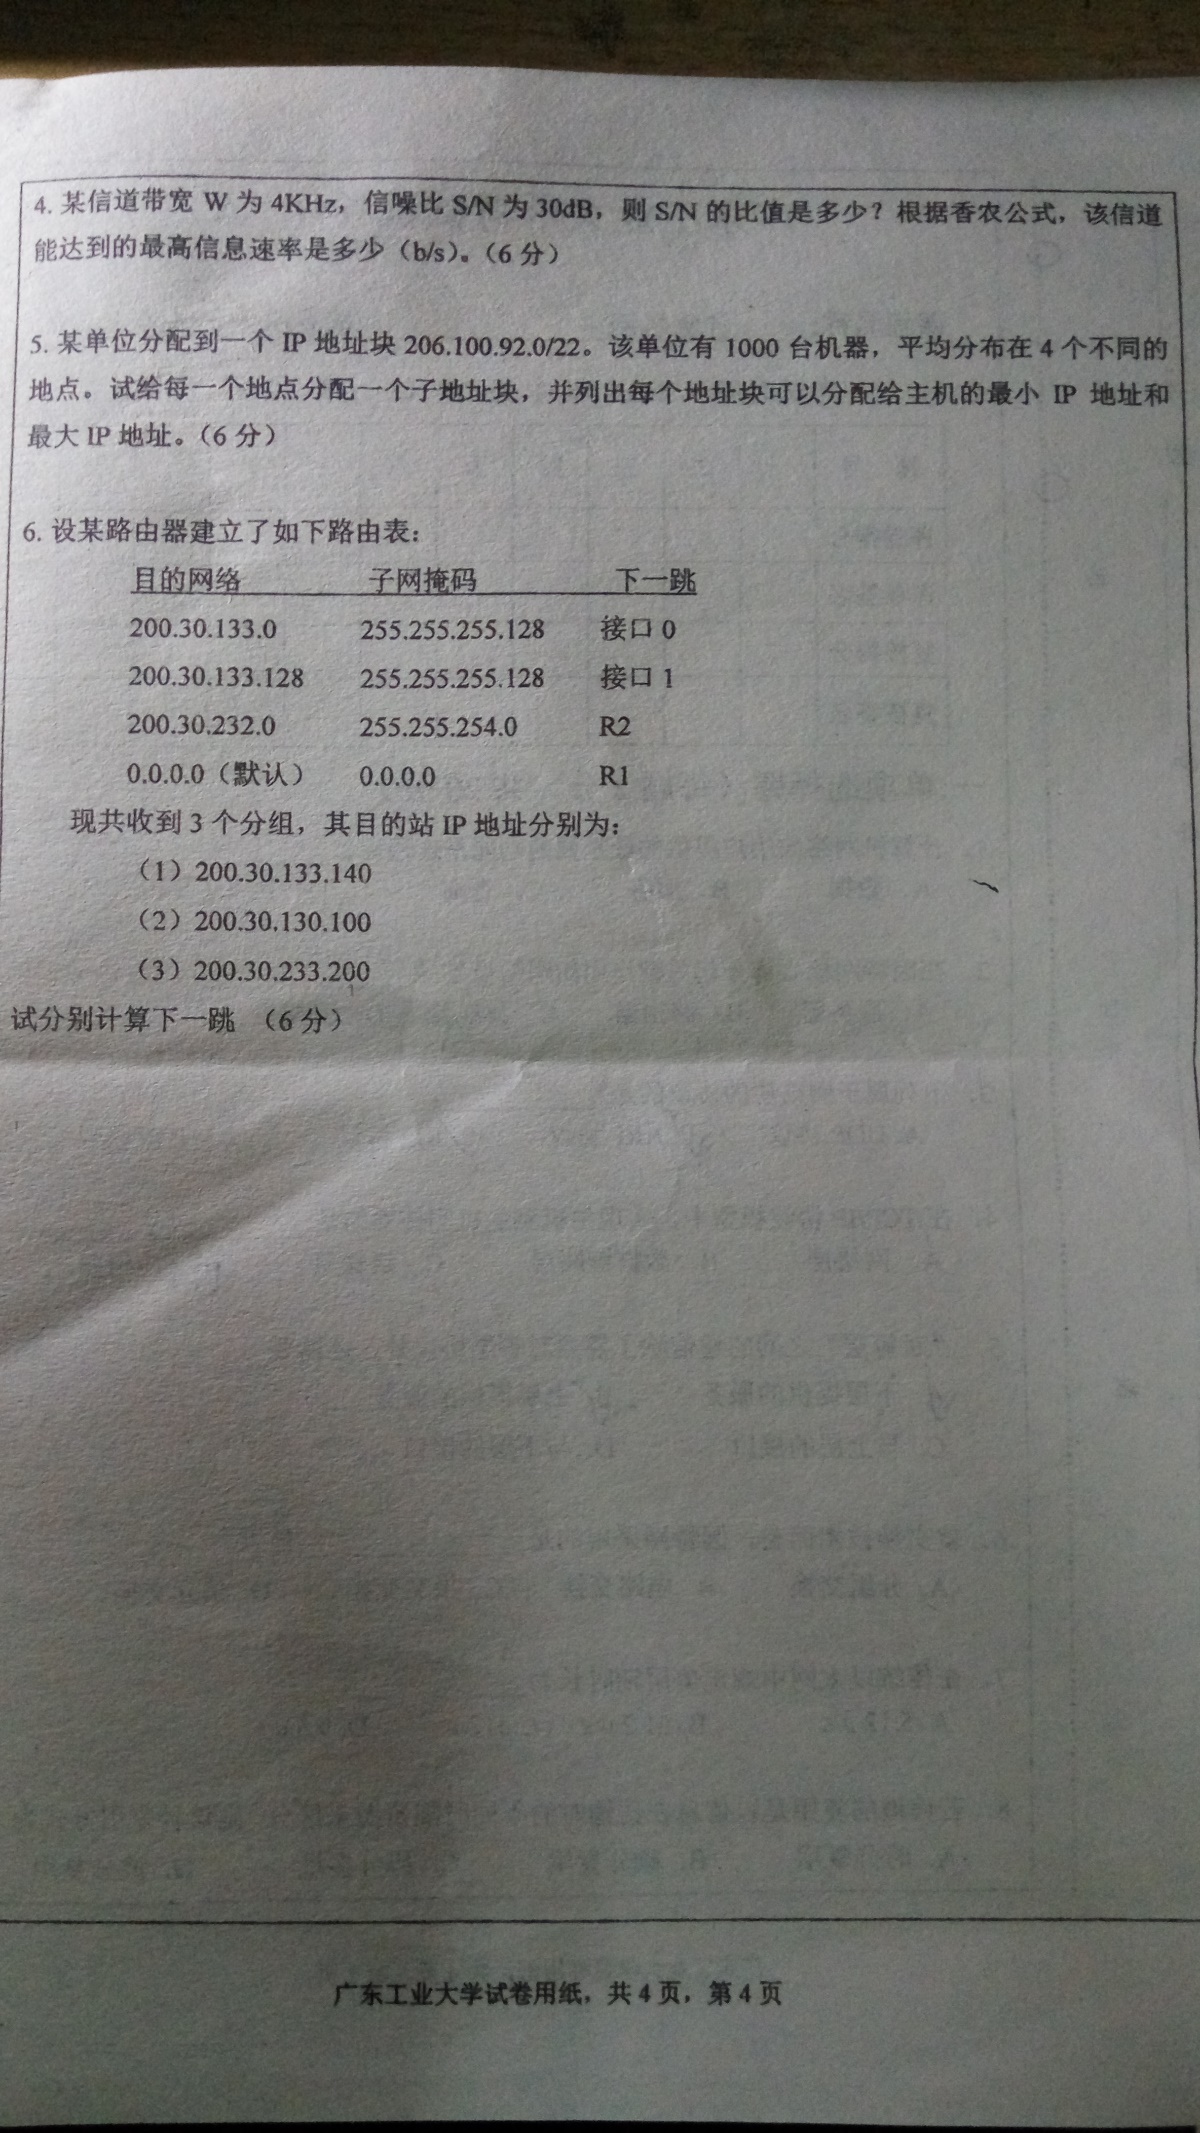 4. 某信道带宽 W 为 4KHz，信噪比 S/N 为 30dB，则 S/N 的比值是多少？根据香农公式，该信道
能达到的最高信息速率是多少（b/s）。（6 分）
5. 某单位分配到一个 IP 地址块 206.100.92.0/22。该单位有 1000 台机器，平均分布在 4 个不同的
地点。试给每一个地点分配一个子地址块，并列出每个地址块可以分配给主机的最小 IP 地址和
最大 IP 地址。（6 分）
6. 设某路由器建立了如下路由表：
目的网络 子网掩码 下一跳
200.30.133.0 255.255.255.128 接口 0
200.30.133.128 255.255.255.128 接口 1
200.30.232.0 255.255.254.0 R2
0.0.0.0（默认） 0.0.0.0 R1
现共收到 3 个分组，其目的站 IP 地址分别为：
（1）200.30.133.140
（2）200.30.130.100
（3）200.30.233.200
试分别计算下一跳 （6 分）
广东工业大学试卷用纸，共 4 页，第 4 页